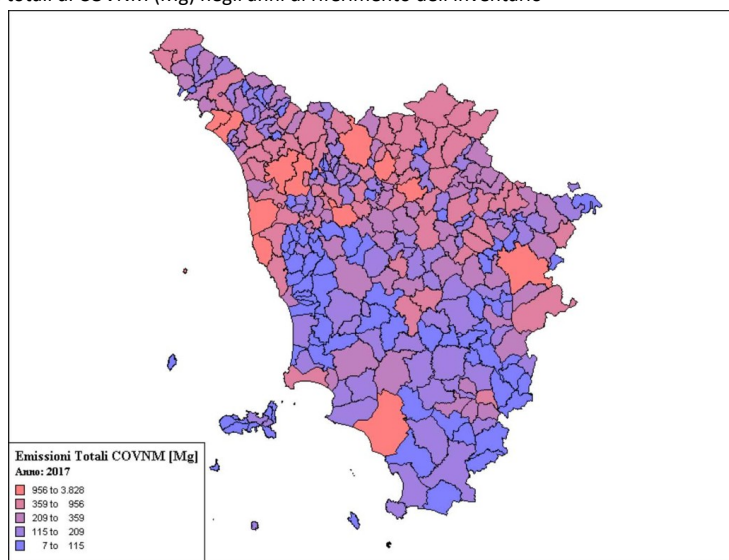 totali di COVNM (Mg) negli anni di riferimento dell'inventario
Emissioni Totali COVNM [Mg]
Anno: 2017
956 to 3.828
359 to 956
209 to 359
115 to 209
7 to 115